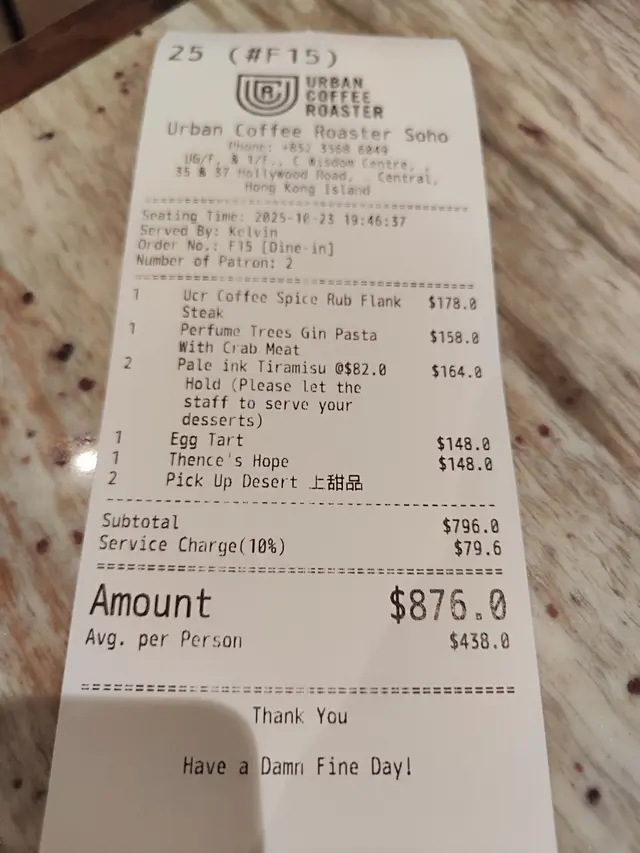 25 (#F15)
URBAN
COFFEE
ROASTER
Urban Coffee Roaster Soho
Phone: +852 3568 6049
UG/F, & 1/F., C Wisdom Centre, ,
35 & 37 Hollywood Road, . Central,
Hong Kong Island
Seating Time: 2025-10-23 19:46:37
Served By: Kelvin
Order No.: F15 [Dine-in]
Number of Patron: 2
1 Ucr Coffee Spice Rub Flank $178.0
Steak
1 Perfume Trees Gin Pasta $158.0
With Crab Meat
2 Pale ink Tiramisu @$82.0 $164.0
Hold (Please let the
staff to serve your
desserts)
1 Egg Tart $148.0
1 Thence's Hope $148.0
2 Pick Up Desert 上甜品
Subtotal $796.0
Service Charge(10%) $79.6
Amount $876.0
Avg. per Person $438.0
Thank You
Have a Damn Fine Day!